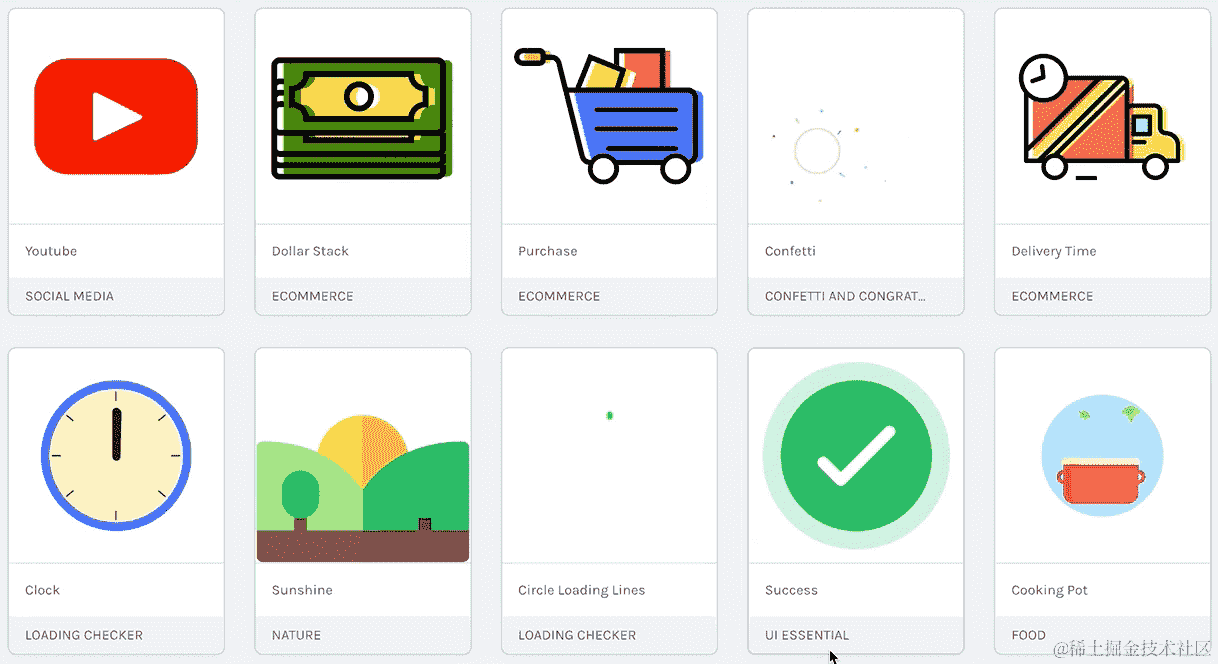 Youtube
SOCIAL MEDIA
Dollar Stack
ECOMMERCE
Purchase
ECOMMERCE
Confetti
CONFETTI AND CONGRAT...
Delivery Time
ECOMMERCE
Clock
LOADING CHECKER
Sunshine
NATURE
Circle Loading Lines
LOADING CHECKER
Success
UI ESSENTIAL
Cooking Pot
FOOD
@稀土掘金技术社区